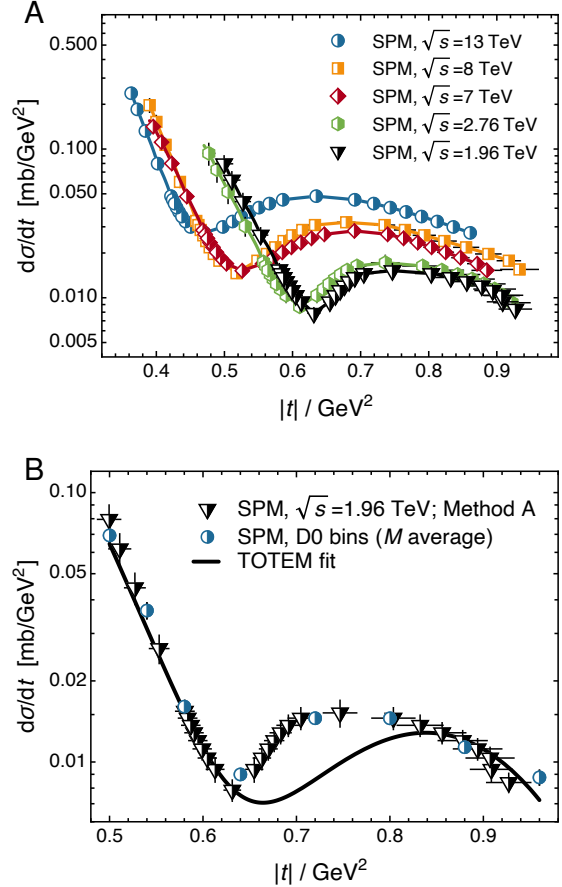 A
0.500
0.100
0.050
0.010
0.005
dσ/dt [mb/GeV²]
SPM, √s =13 TeV
SPM, √s =8 TeV
SPM, √s =7 TeV
SPM, √s =2.76 TeV
SPM, √s =1.96 TeV
0.4 0.5 0.6 0.7 0.8 0.9
|t| / GeV²
B
0.10
0.05
0.02
0.01
dσ/dt [mb/GeV²]
SPM, √s =1.96 TeV; Method A
SPM, D0 bins (M average)
TOTEM fit
0.5 0.6 0.7 0.8 0.9
|t| / GeV²